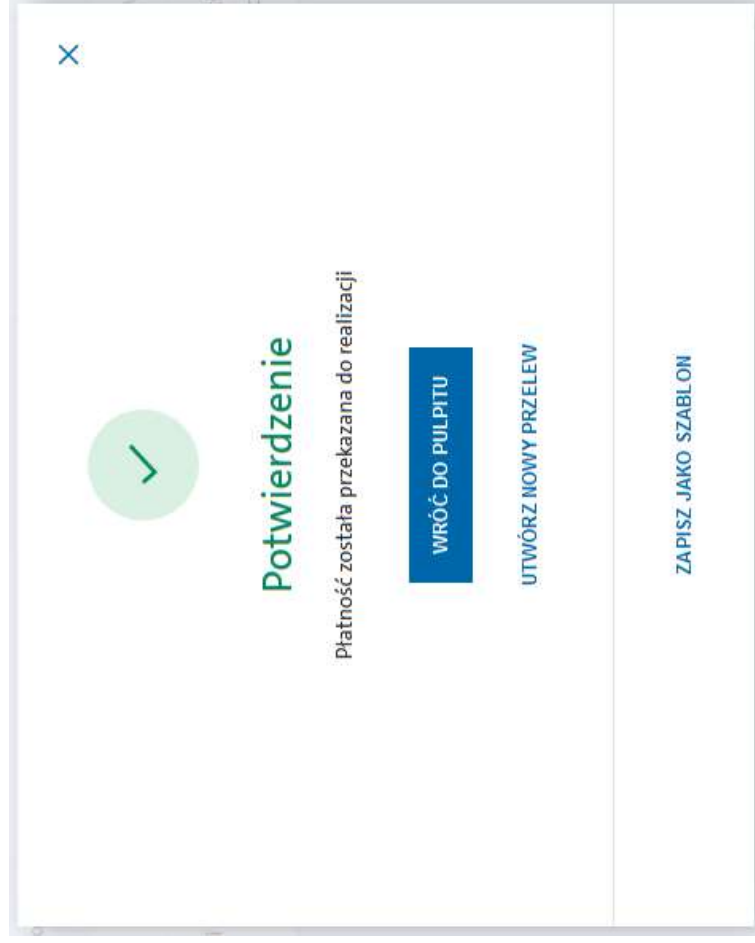 Potwierdzenie
Płatność została przekazana do realizacji
WRÓĆ DO PULPITU
UTWÓRZ NOWY PRZELEW
ZAPISZ JAKO SZABLON